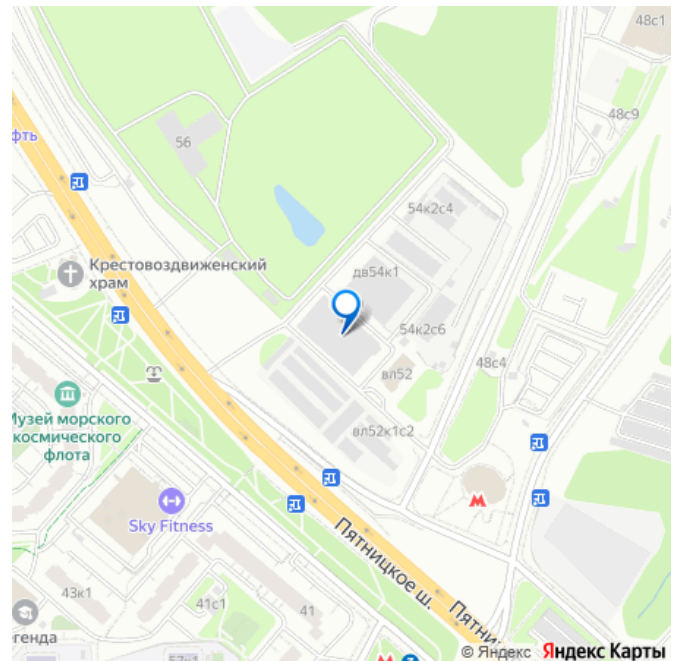 48с1
48с9
фть
56
54к2с4
Крестовоздвиженский
храм
дв54к1
54к2с6
48с4
вл52
Музей морского
космического
флота
вл52к1с2
Sky Fitness
Пятницкое ш.
43к1
41с1
41
генда
57к1
© Яндекс Яндекс Карты